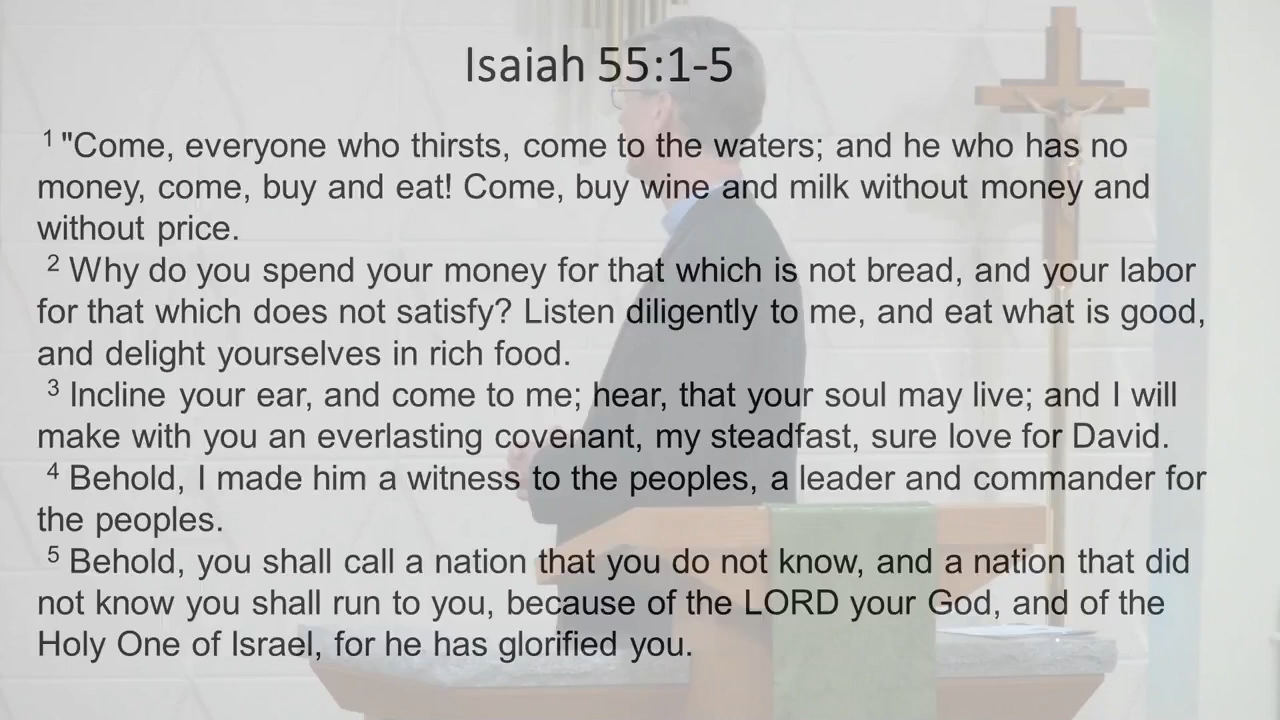 Isaiah 55:1-5
1 "Come, everyone who thirsts, come to the waters; and he who has no
money, come, buy and eat! Come, buy wine and milk without money and
without price.
2 Why do you spend your money for that which is not bread, and your labor
for that which does not satisfy? Listen diligently to me, and eat what is good,
and delight yourselves in rich food.
3 Incline your ear, and come to me; hear, that your soul may live; and I will
make with you an everlasting covenant, my steadfast, sure love for David.
4 Behold, I made him a witness to the peoples, a leader and commander for
the peoples.
5 Behold, you shall call a nation that you do not know, and a nation that did
not know you shall run to you, because of the LORD your God, and of the
Holy One of Israel, for he has glorified you.